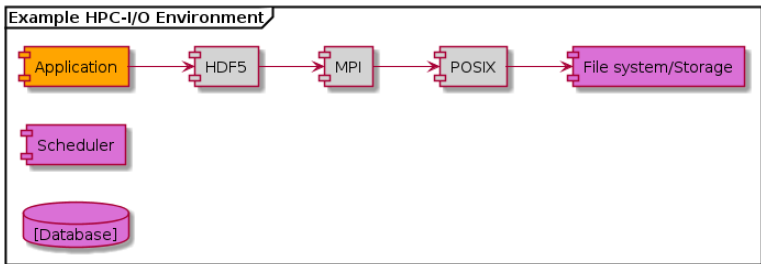 Example HPC-I/O Environment
Application HDF5 MPI POSIX File system/Storage
Scheduler
[Database]